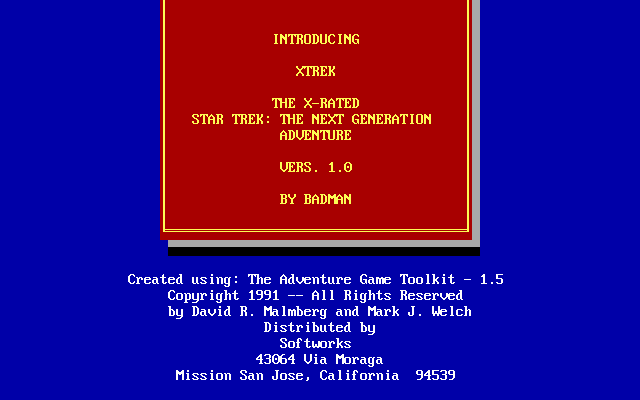 INTRODUCING
XTREK
THE X-RATED
STAR TREK: THE NEXT GENERATION
ADVENTURE
VERS. 1.0
BY BADMAN
Created using: The Adventure Game Toolkit - 1.5
Copyright 1991 -- All Rights Reserved
by David R. Malmberg and Mark J. Welch
Distributed by
Softworks
43064 Via Moraga
Mission San Jose, California  94539